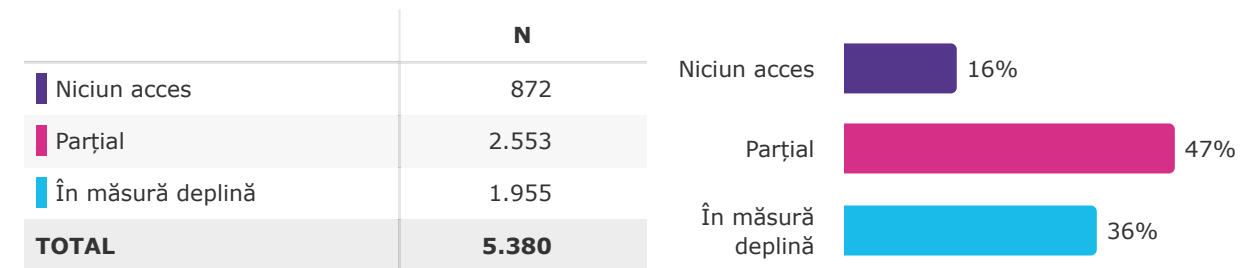 N
Niciun acces 872
Parțial 2.553
În măsură deplină 1.955
TOTAL 5.380
Niciun acces 16%
Parțial 47%
În măsură
deplină 36%